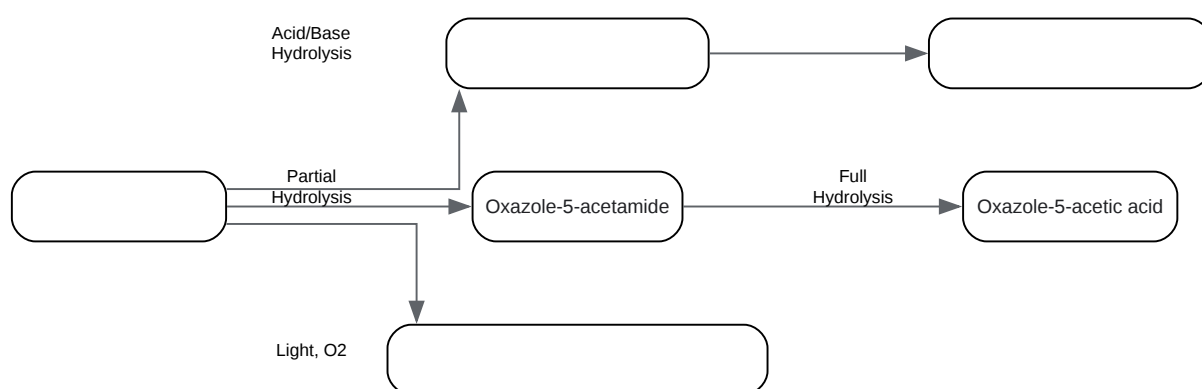 Acid/Base
Hydrolysis
Partial
Hydrolysis
Oxazole-5-acetamide
Full
Hydrolysis
Oxazole-5-acetic acid
Light, O2